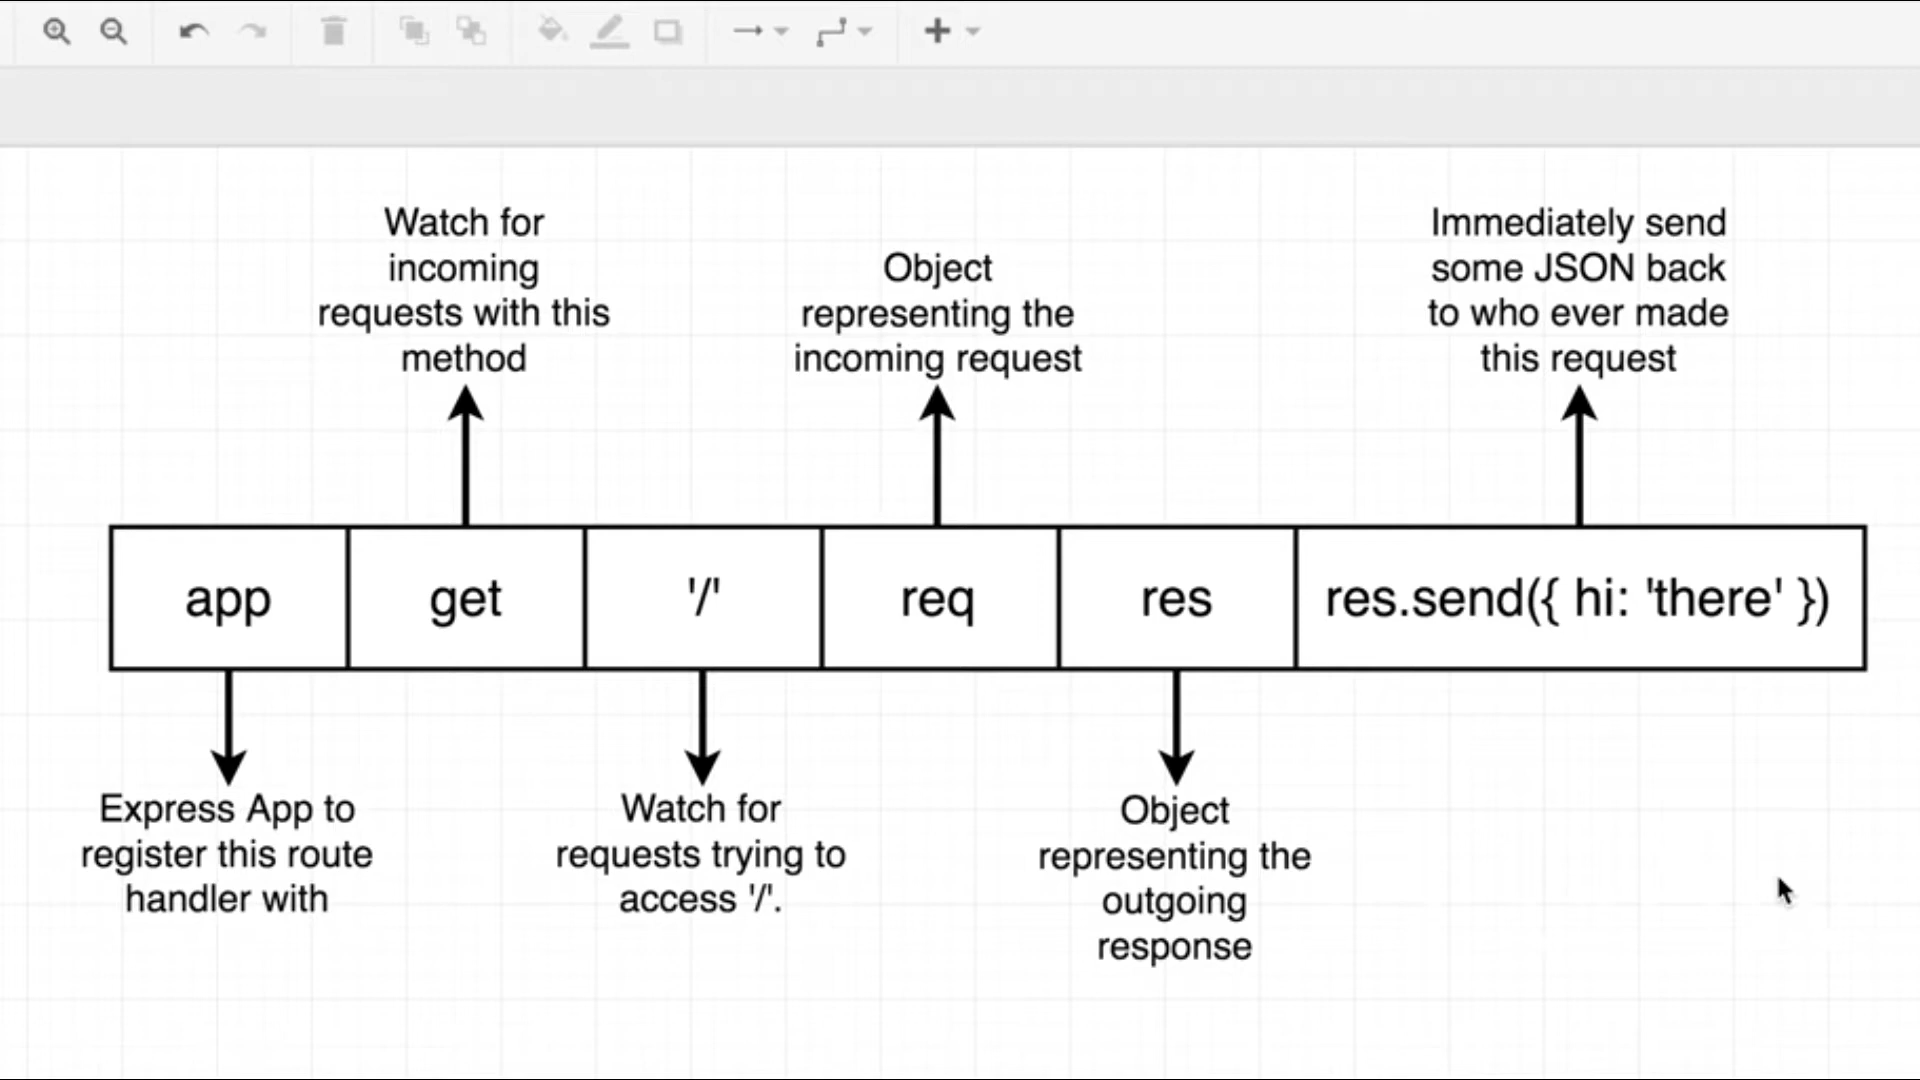 Watch for
incoming
requests with this
method
Object
representing the
incoming request
Immediately send
some JSON back
to who ever made
this request
app
get
'/'
req
res
res.send({ hi: 'there' })
Express App to
register this route
handler with
Watch for
requests trying to
access '/'.
Object
representing the
outgoing
response